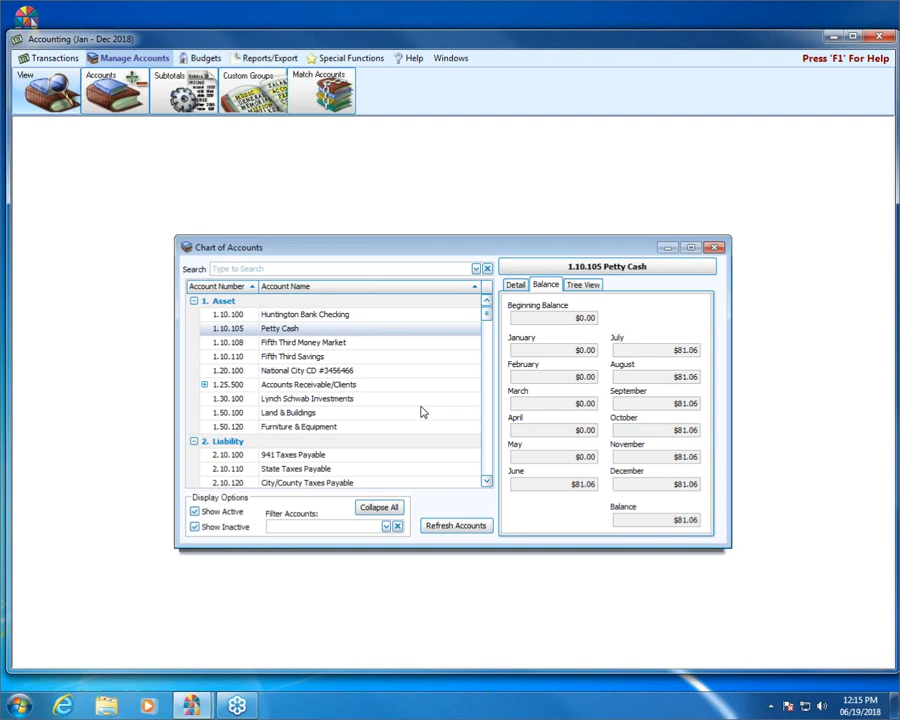 Accounting (Jan - Dec 2018)
Transactions Manage Accounts Budgets Reports/Export Special Functions Help Windows Press 'F1' For Help
View Accounts Subtotals Custom Groups Match Accounts
Chart of Accounts
Search Type to Search
Account Number Account Name
1. Asset
1.10.100 Huntington Bank Checking
1.10.105 Petty Cash
1.10.108 Fifth Third Money Market
1.10.110 Fifth Third Savings
1.20.100 National City CD #3456466
1.25.500 Accounts Receivable/Clients
1.30.100 Lynch Schwab Investments
1.50.100 Land & Buildings
1.50.120 Furniture & Equipment
2. Liability
2.10.100 941 Taxes Payable
2.10.110 State Taxes Payable
2.10.120 City/County Taxes Payable
Display Options
Show Active
Show Inactive
Filter Accounts:
Collapse All
Refresh Accounts
1.10.105 Petty Cash
Detail Balance Tree View
Beginning Balance
$0.00
January July
$0.00 $81.06
February August
$0.00 $81.06
March September
$0.00 $81.06
April October
$0.00 $81.06
May November
$0.00 $81.06
June December
$81.06 $81.06
Balance
$81.06
12:15 PM
06/19/2018